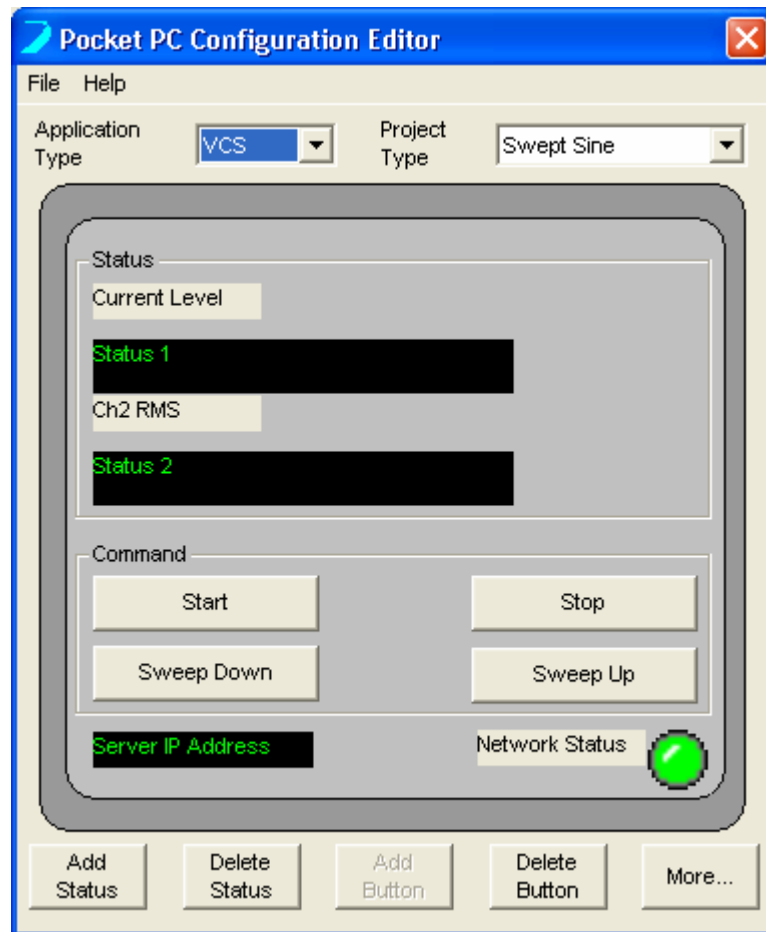 Pocket PC Configuration Editor
File Help
Application Type VCS Project Type Swept Sine
Status
Current Level
Status 1
Ch2 RMS
Status 2
Command
Start Stop
Sweep Down Sweep Up
Server IP Address Network Status
Add Status Delete Status Add Button Delete Button More...